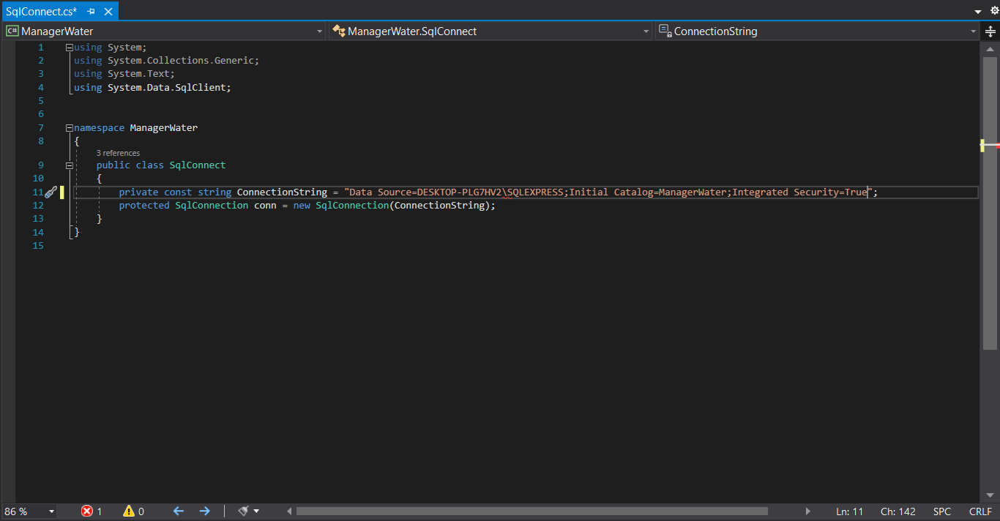 SqlConnect.cs*
ManagerWater ManagerWater.SqlConnect ConnectionString
1 using System;
2 using System.Collections.Generic;
3 using System.Text;
4 using System.Data.SqlClient;
5
6
7 namespace ManagerWater
8 {
3 references
9 public class SqlConnect
10 {
11 private const string ConnectionString = "Data Source=DESKTOP-PLG7HV2\SQLEXPRESS;Initial Catalog=ManagerWater;Integrated Security=True";
12 protected SqlConnection conn = new SqlConnection(ConnectionString);
13 }
14 }
15
86 % 1 0 Ln: 11 Ch: 142 SPC CRLF